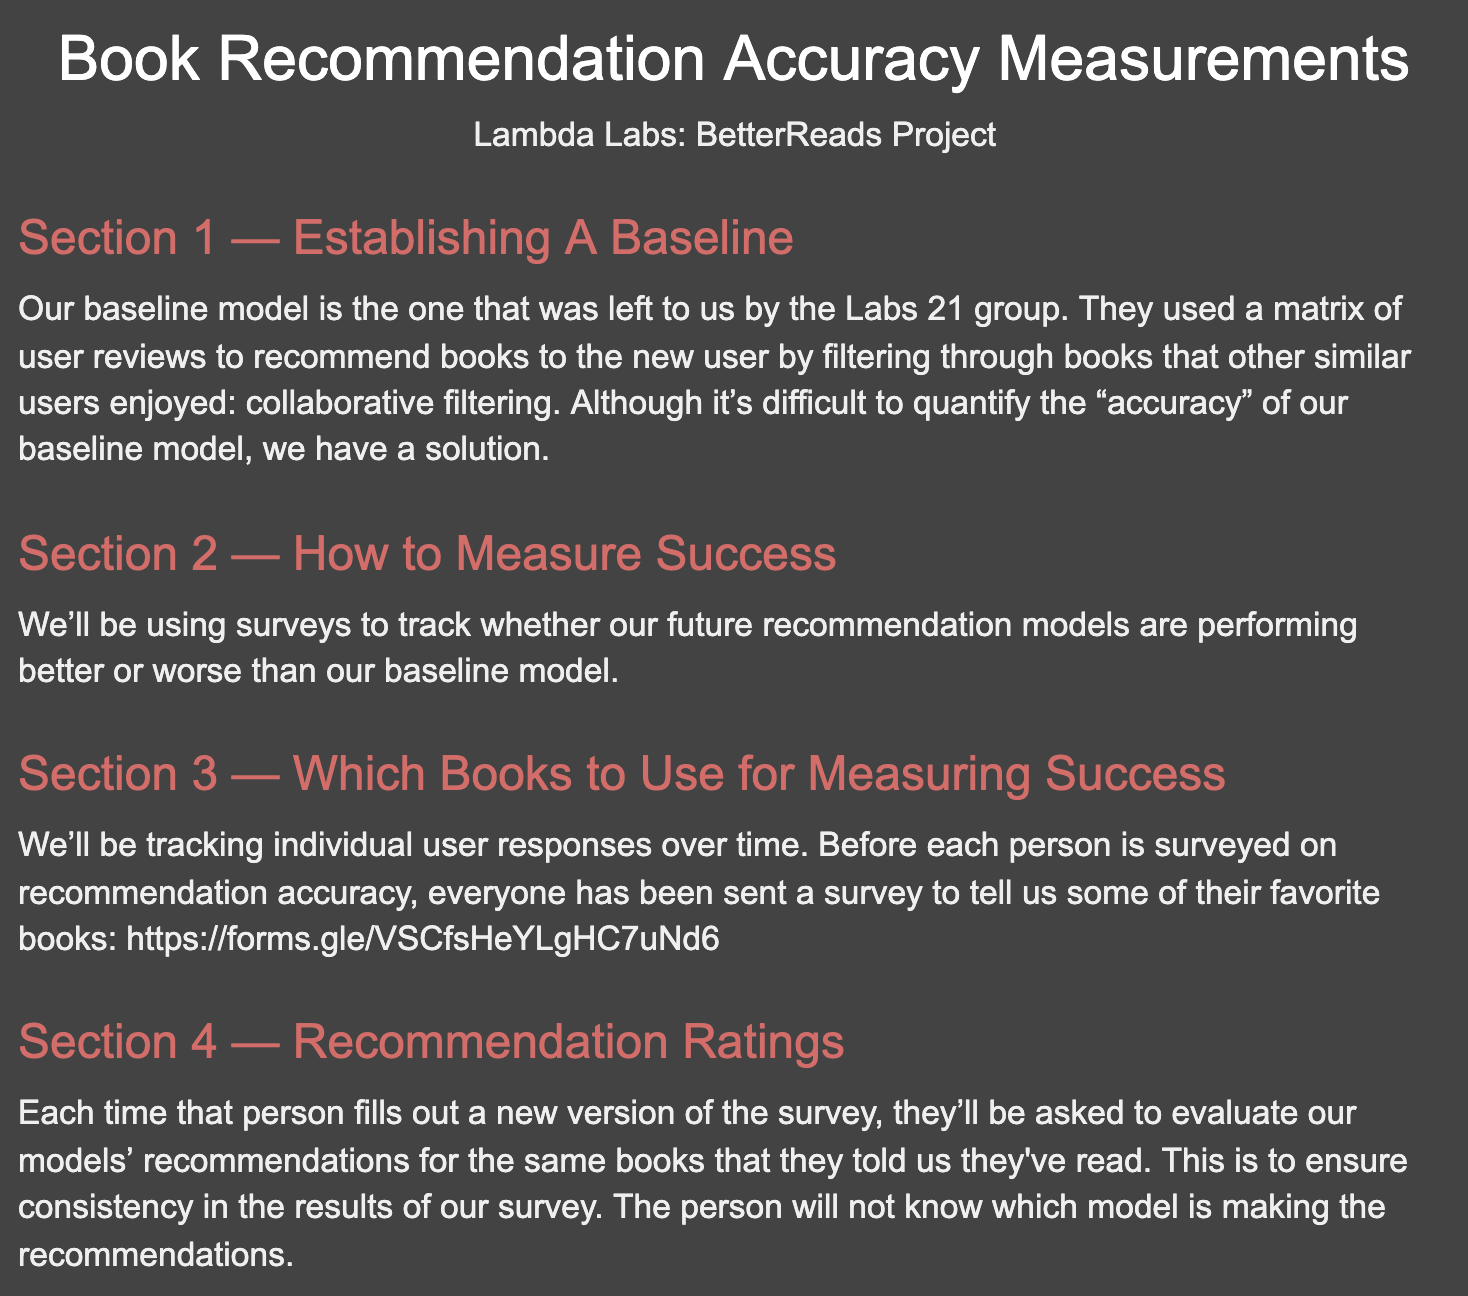 Book Recommendation Accuracy Measurements
Lambda Labs: BetterReads Project
Section 1 — Establishing A Baseline
Our baseline model is the one that was left to us by the Labs 21 group. They used a matrix of
user reviews to recommend books to the new user by filtering through books that other similar
users enjoyed: collaborative filtering. Although it’s difficult to quantify the “accuracy” of our
baseline model, we have a solution.
Section 2 — How to Measure Success
We’ll be using surveys to track whether our future recommendation models are performing
better or worse than our baseline model.
Section 3 — Which Books to Use for Measuring Success
We’ll be tracking individual user responses over time. Before each person is surveyed on
recommendation accuracy, everyone has been sent a survey to tell us some of their favorite
books: https://forms.gle/VSCfsHeYLgHC7uNd6
Section 4 — Recommendation Ratings
Each time that person fills out a new version of the survey, they’ll be asked to evaluate our
models’ recommendations for the same books that they told us they've read. This is to ensure
consistency in the results of our survey. The person will not know which model is making the
recommendations.